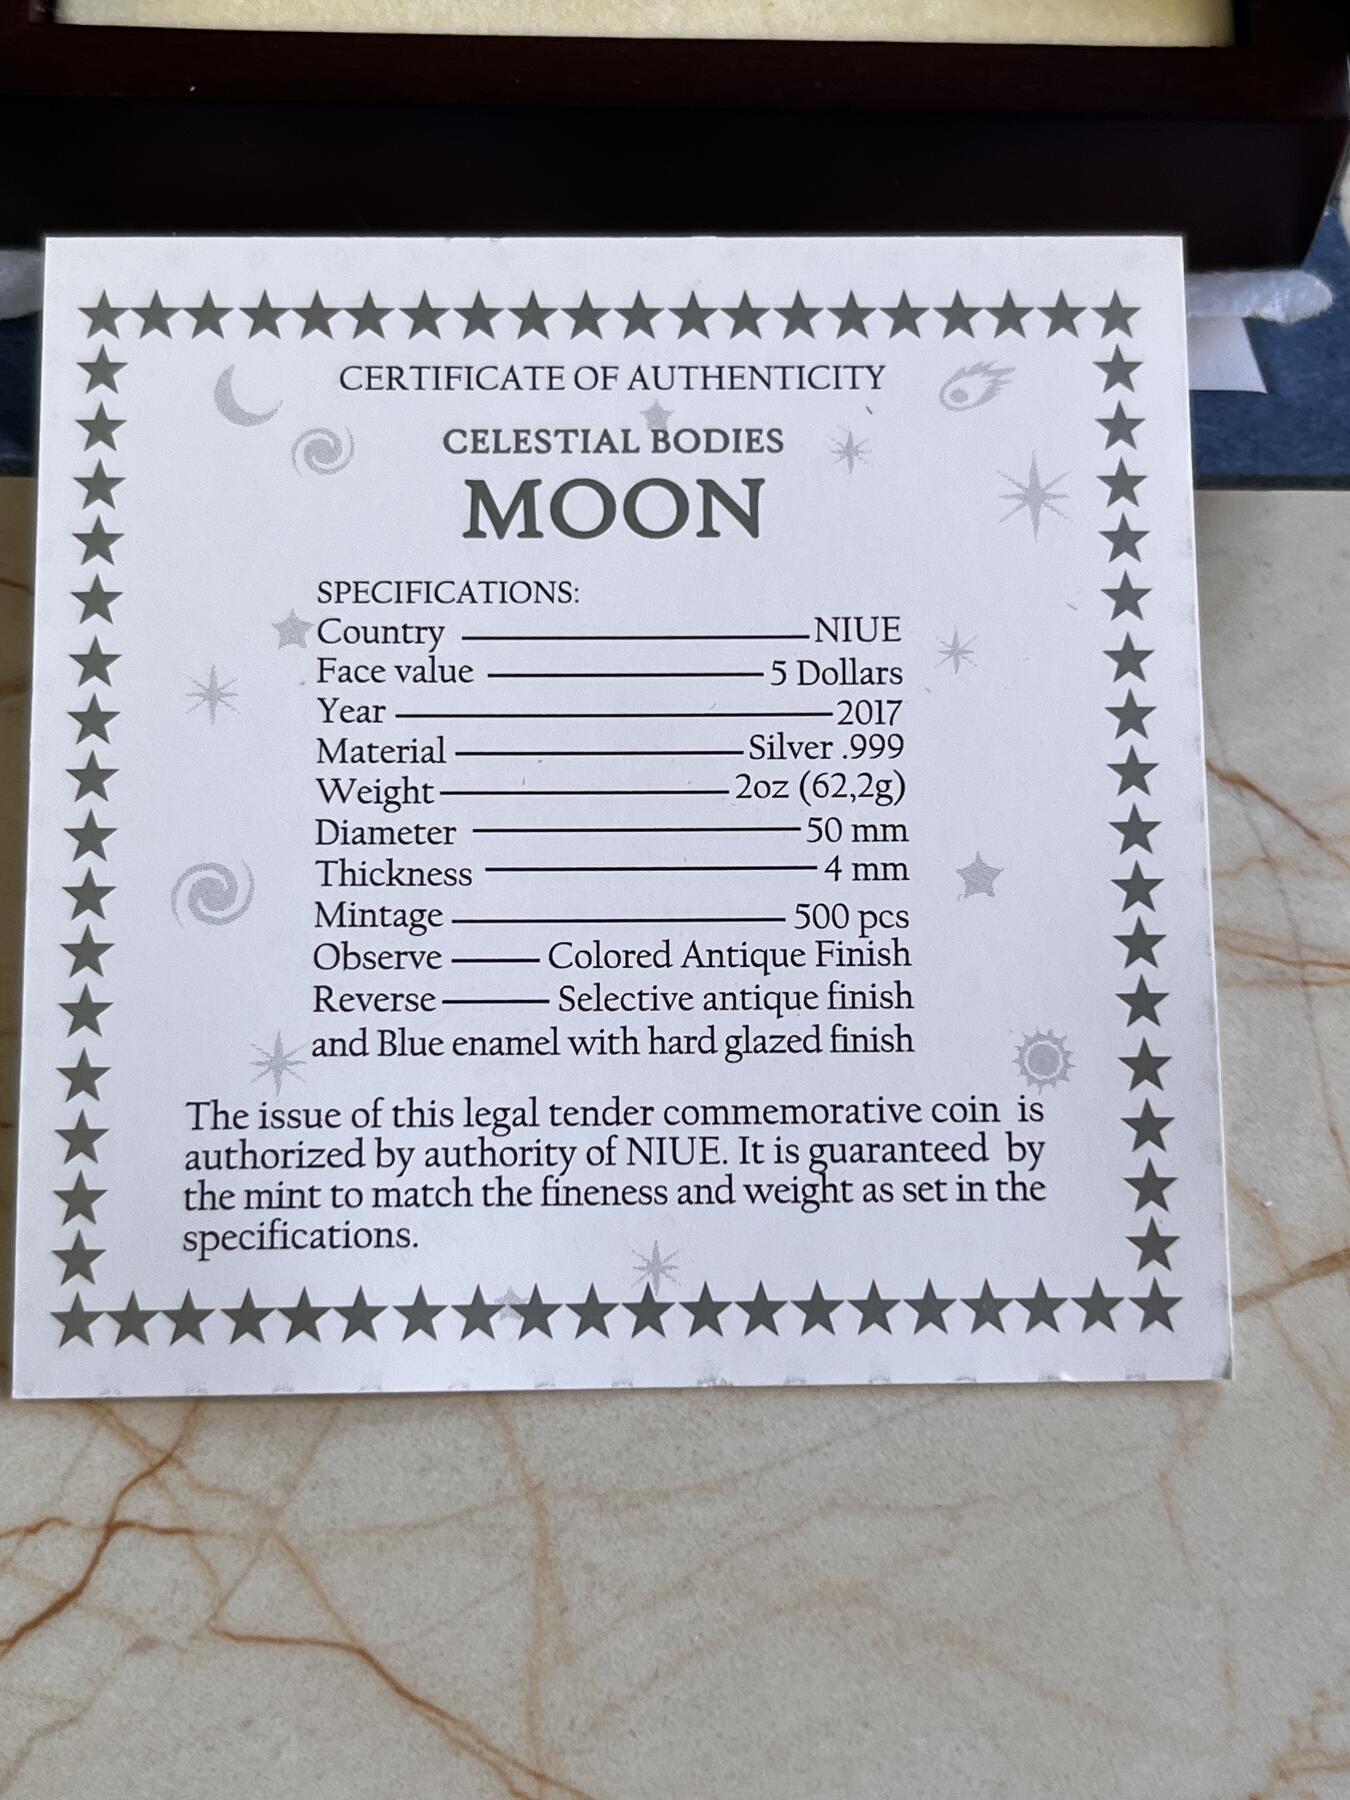 CERTIFICATE OF AUTHENTICITY
CELESTIAL BODIES
MOON
SPECIFICATIONS:
Country NIUE
Face value 5 Dollars
Year 2017
Material Silver .999
Weight 2oz (62,2g)
Diameter 50 mm
Thickness 4 mm
Mintage 500 pcs
Observe Colored Antique Finish
Reverse Selective antique finish
and Blue enamel with hard glazed finish
The issue of this legal tender commemorative coin is
authorized by authority of NIUE. It is guaranteed by
the mint to match the fineness and weight as set in the
specifications.